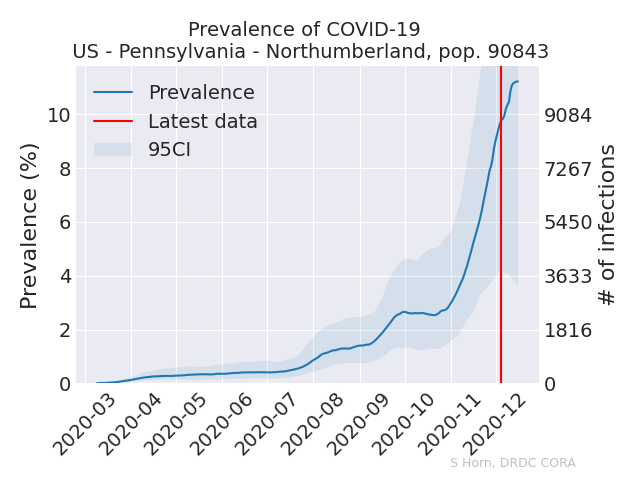 Prevalence of COVID-19
US - Pennsylvania - Northumberland, pop. 90843
Prevalence
Latest data
95CI
Prevalence (%)
10
8
6
4
2
0
# of infections
9084
7267
5450
3633
1816
0
2020-03
2020-04
2020-05
2020-06
2020-07
2020-08
2020-09
2020-10
2020-11
2020-12
S Horn, DRDC CORA